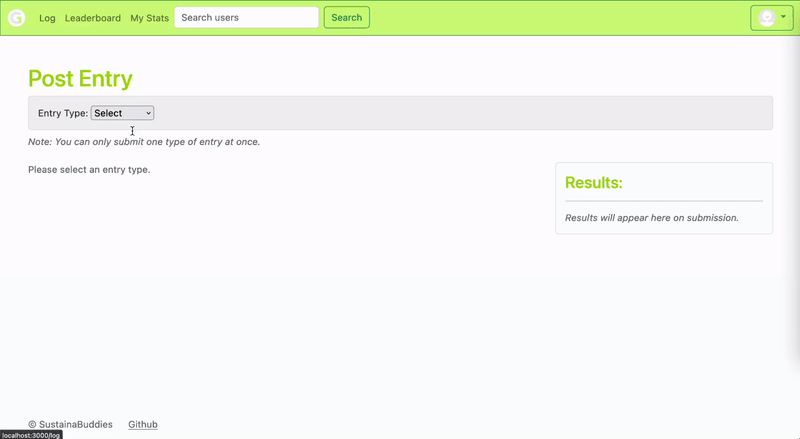 G Log Leaderboard My Stats Search users Search
Post Entry
Entry Type: Select
Note: You can only submit one type of entry at once.
Please select an entry type.
Results:
Results will appear here on submission.
© SustainaBuddies Github
localhost:3000/log